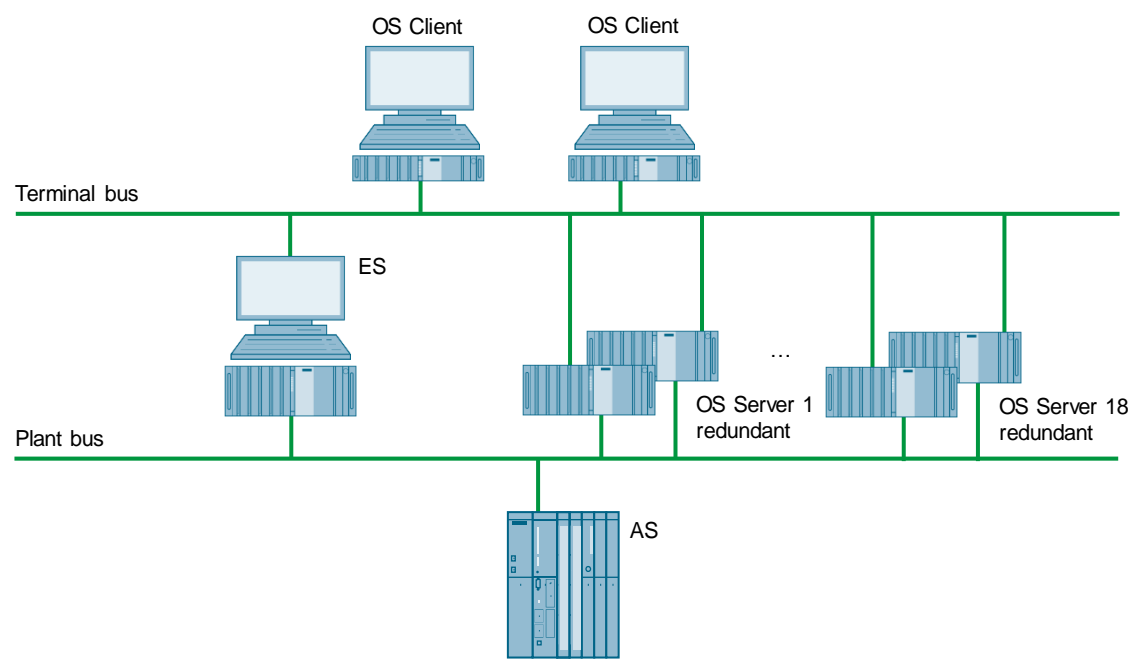 OS Client
OS Client
Terminal bus
ES
...
OS Server 1
redundant
OS Server 18
redundant
Plant bus
AS